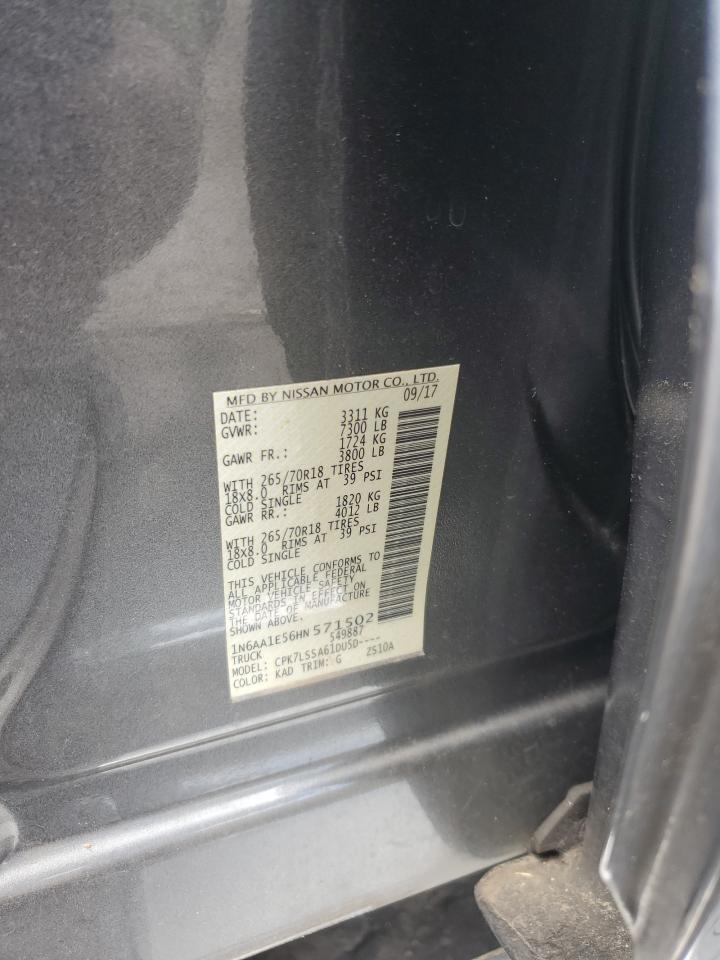 MFD BY NISSAN MOTOR CO., LTD.
DATE: 09/17
GVWR: 3311 KG
7300 LB
GAWR FR.: 1724 KG
3800 LB
WITH 265/70R18 TIRES
18X8.0 RIMS AT 39 PSI
COLD SINGLE
GAWR RR.: 1820 KG
4012 LB
WITH 265/70R18 TIRES
18X8.0 RIMS AT 39 PSI
COLD SINGLE
THIS VEHICLE CONFORMS TO
ALL APPLICABLE FEDERAL
MOTOR VEHICLE SAFETY
STANDARDS IN EFFECT ON
THE DATE OF MANUFACTURE
SHOWN ABOVE.
1N6AA1E56HN571502
TRUCK 549887
MODEL: CPK7LSSA61DUSD----
COLOR: KAD TRIM: G ZS10A